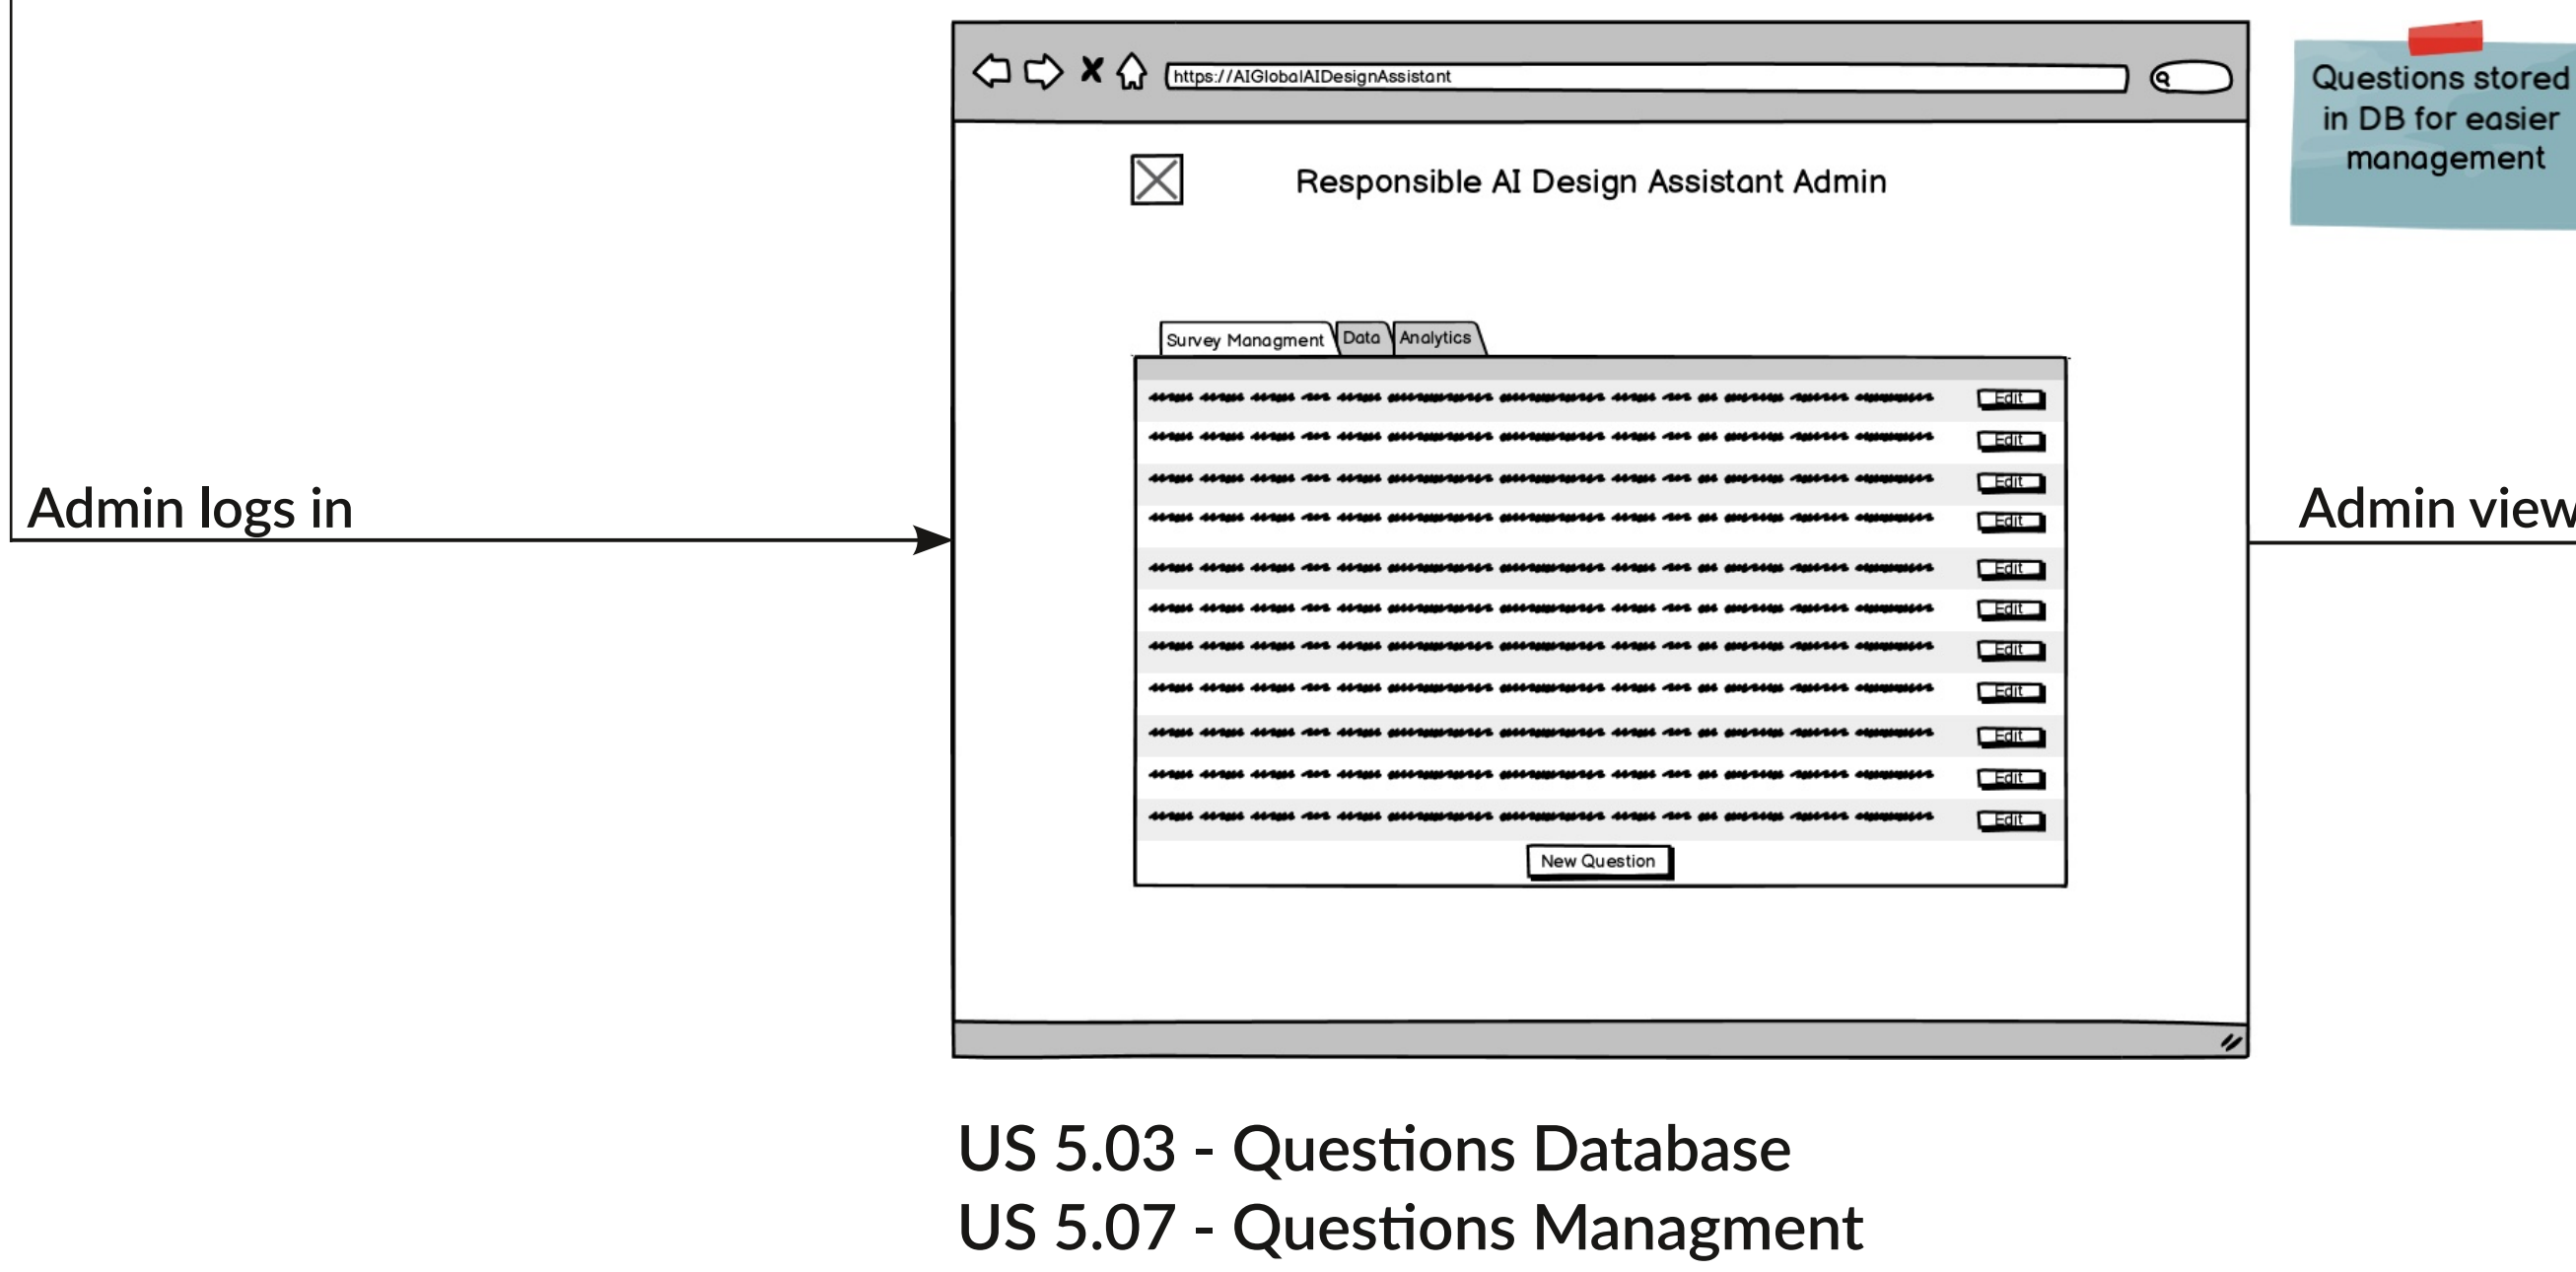 https://AIGlobalAIDesignAssistant
Questions stored
in DB for easier
management
Responsible AI Design Assistant Admin
Survey Managment
Data
Analytics
Edit
Edit
Edit
Edit
Edit
Edit
Edit
Edit
Edit
Edit
Edit
New Question
Admin logs in
Admin view
US 5.03 - Questions Database
US 5.07 - Questions Managment